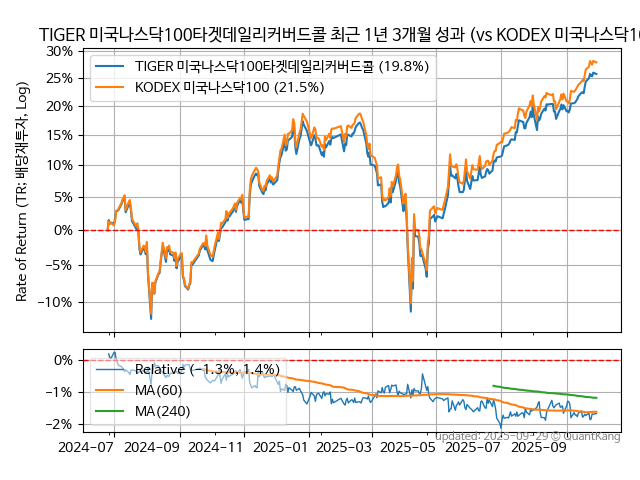 TIGER 미국나스닥100타겟데일리커버드콜 최근 1년 3개월 성과 (vs KODEX 미국나스닥10
30%
25%
20%
15%
10%
5%
0%
−5%
−10%
Rate of Return (TR: 배당재투자, Log)
TIGER 미국나스닥100타겟데일리커버드콜 (19.8%)
KODEX 미국나스닥100 (21.5%)
0%
−1%
−2%
Relative (−1.3%, 1.4%)
MA(60)
MA(240)
2024-07
2024-09
2024-11
2025-01
2025-03
2025-05
2025-07
2025-09
updated: 2025-09-29 © QuantKang